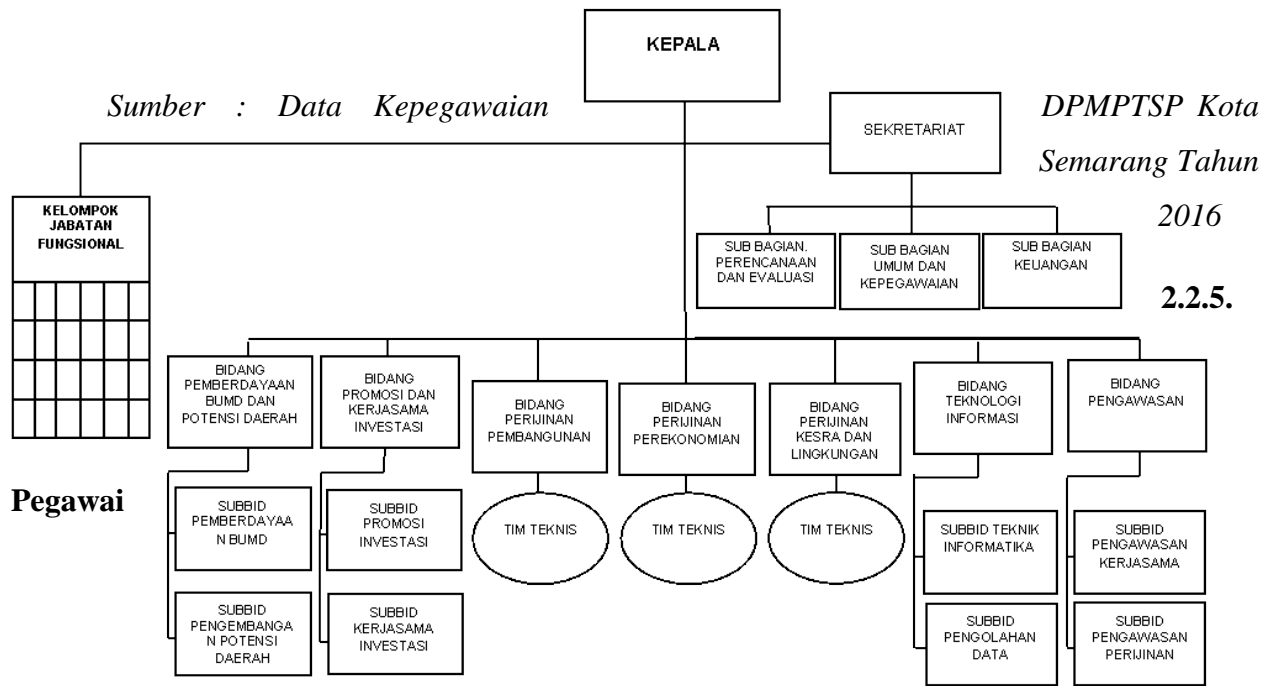 KEPALA
Sumber : Data Kepegawaian DPMPTSP Kota
Semarang Tahun
2016
SEKRETARIAT
KELOMPOK
JABATAN
FUNGSIONAL
SUB BAGIAN.
PERENCANAAN
DAN EVALUASI
SUB BAGIAN
UMUM DAN
KEPEGAWAIAN
SUB BAGIAN
KEUANGAN
2.2.5.
BIDANG
PEMBERDAYAAN
BUMD DAN
POTENSI DAERAH
BIDANG
PROMOSI DAN
KERJASAMA
INVESTASI
BIDANG
PERIJINAN
PEMBANGUNAN
BIDANG
PERIJINAN
PEREKONOMIAN
BIDANG
PERIJINAN
KESRA DAN
LINGKUNGAN
BIDANG
TEKNOLOGI
INFORMASI
BIDANG
PENGAWASAN
Pegawai
SUBBID
PEMBERDAYAA
N BUMD
SUBBID
PROMOSI
INVESTASI
TIM TEKNIS
TIM TEKNIS
TIM TEKNIS
SUBBID TEKNIK
INFORMATIKA
SUBBID
PENGAWASAN
KERJASAMA
SUBBID
PENGEMBANGA
N POTENSI
DAERAH
SUBBID
KERJASAMA
INVESTASI
SUBBID
PENGOLAHAN
DATA
SUBBID
PENGAWASAN
PERIJINAN